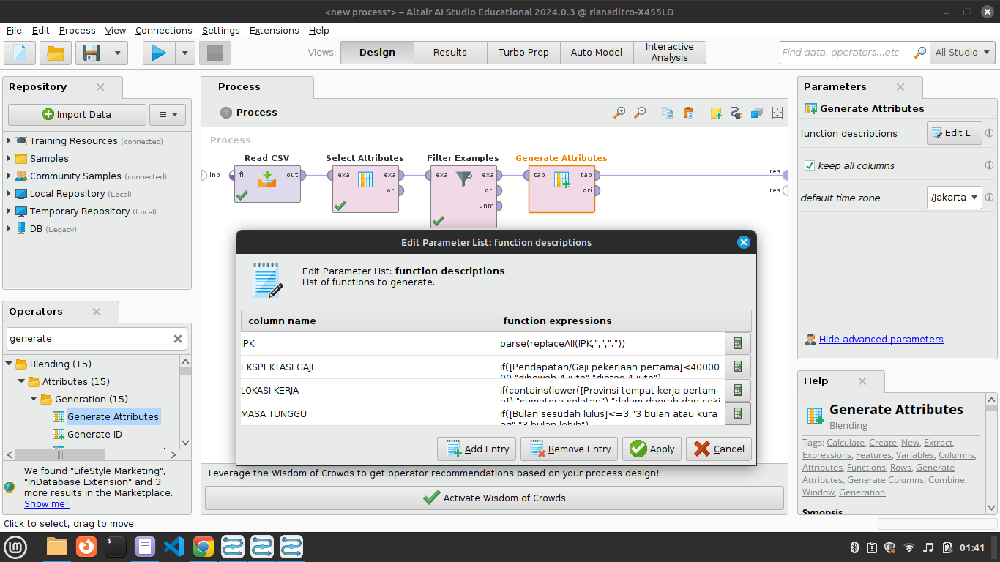 <new process*> – Altair AI Studio Educational 2024.0.3 @ rianaditro-X455LD
File Edit Process View Connections Settings Extensions Help
Views: Design Results Turbo Prep Auto Model Interactive Analysis
Find data, operators...etc All Studio
Repository
Import Data
Training Resources (connected)
Samples
Community Samples (connected)
Local Repository (Local)
Temporary Repository (Local)
DB (Legacy)
Operators
generate
Blending (15)
Attributes (15)
Generation (15)
Generate Attributes
Generate ID
We found "LifeStyle Marketing",
"InDatabase Extension" and 3
more results in the Marketplace.
Show me!
Process
Process
Process
Read CSV Select Attributes Filter Examples Generate Attributes
inp fil out exa exa exa exa tab tab res
ori ori ori res
unm
Edit Parameter List: function descriptions
Edit Parameter List: function descriptions
List of functions to generate.
column name function expressions
IPK parse(replaceAll(IPK,",","."))
EKSPEKTASI GAJI if([Pendapatan/Gaji pekerjaan pertama]<40000
00,"dibawah 4 juta","diatas 4 juta")
LOKASI KERJA if(contains(lower([Provinsi tempat kerja pertam
a]),"sumatera selatan"),"dalam daerah dan seki
MASA TUNGGU if([Bulan sesudah lulus]<=3,"3 bulan atau kura
ng","3 bulan lebih")
Add Entry Remove Entry Apply Cancel
Leverage the Wisdom of Crowds to get operator recommendations based on your process design!
Activate Wisdom of Crowds
Parameters
Generate Attributes
function descriptions Edit L...
keep all columns
default time zone /Jakarta
Hide advanced parameters
Help
Generate Attributes
Blending
Tags: Calculate, Create, New, Extract,
Expressions, Features, Variables, Columns,
Attributes, Functions, Rows, Generate
Attributes, Generate Columns, Combine,
Window, Generation
Synopsis
Click to select, drag to move.
01:41